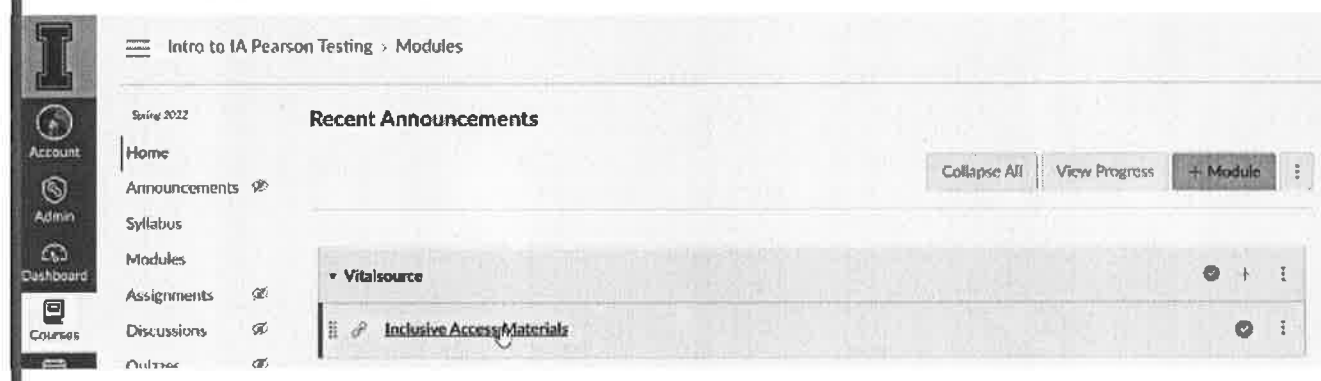 I
Intro to IA Pearson Testing > Modules
Account
Admin
Dashboard
Courses
Spring 2022
Home
Announcements
Syllabus
Modules
Assignments
Discussions
Quizzes
Recent Announcements
Collapse All
View Progress
+ Module
Vitalsource
Inclusive Access Materials